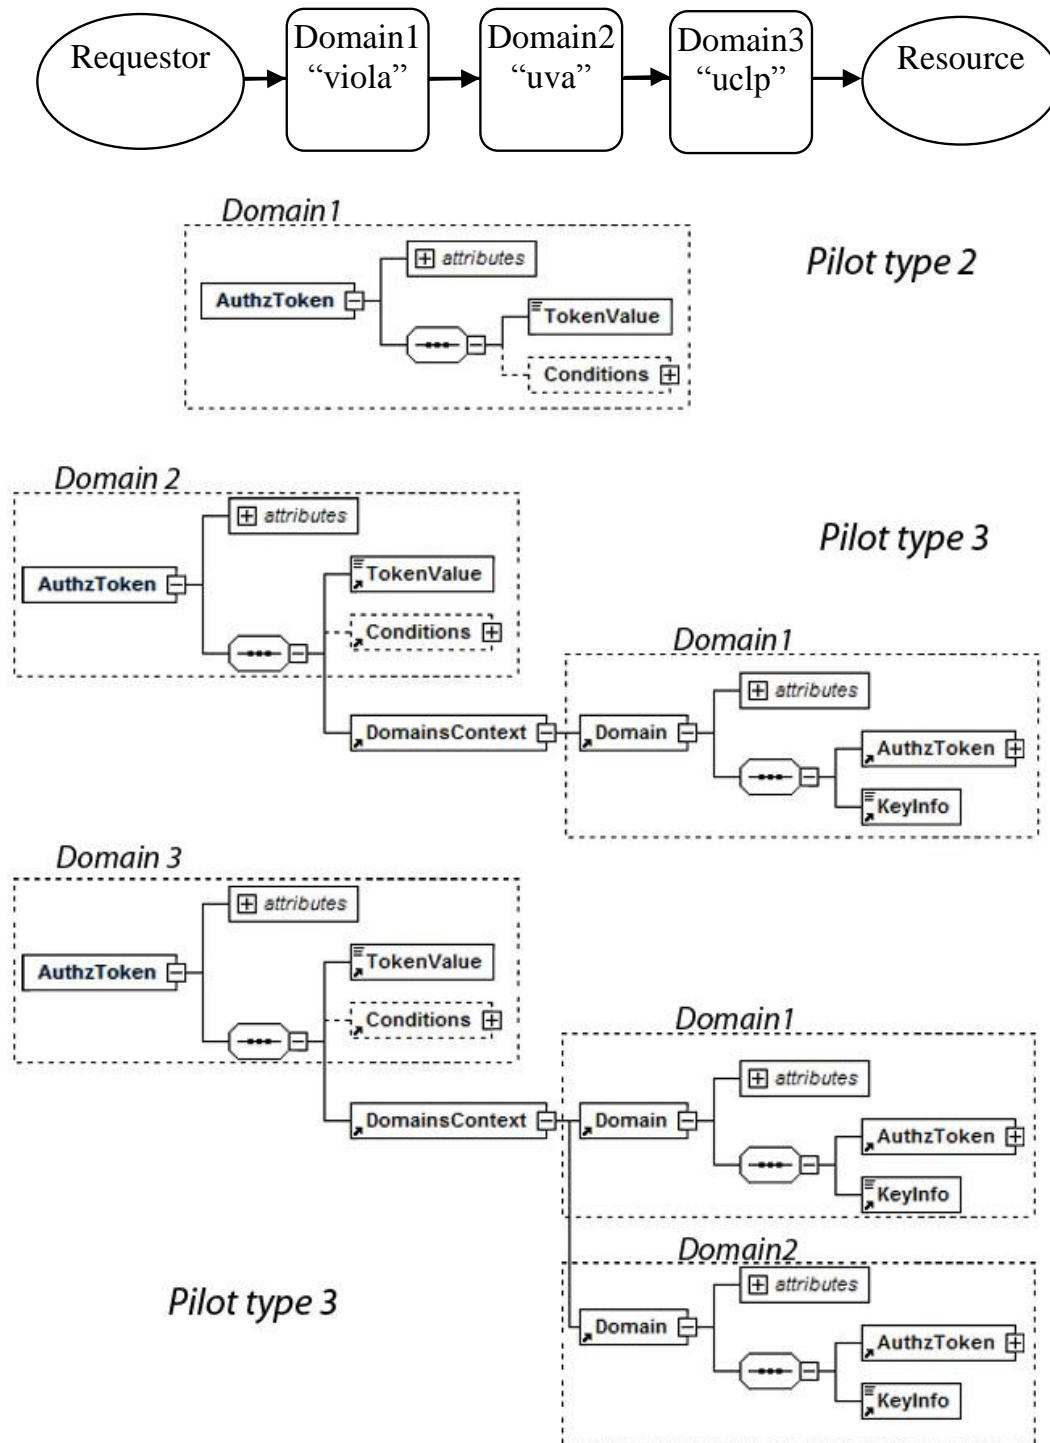 Requestor
Domain1
“viola”
Domain2
“uva”
Domain3
“uclp”
Resource
Domain1
Pilot type 2
attributes
AuthzToken
TokenValue
Conditions
Domain 2
Pilot type 3
attributes
AuthzToken
TokenValue
Conditions
Domain1
attributes
DomainsContext
Domain
AuthzToken
KeyInfo
Domain 3
attributes
AuthzToken
TokenValue
Conditions
Domain1
attributes
DomainsContext
Domain
AuthzToken
KeyInfo
Domain2
attributes
Pilot type 3
Domain
AuthzToken
KeyInfo